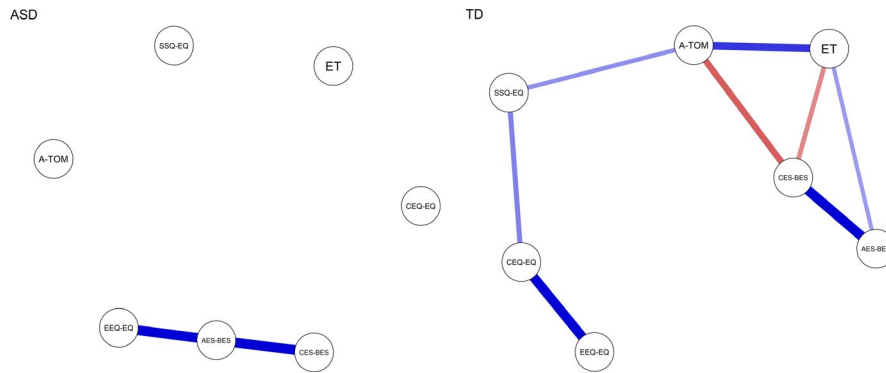 ASD
SSQ-EQ
ET
A-TOM
CEQ-EQ
EEQ-EQ
AES-BES
CES-BES
TD
A-TOM
ET
SSQ-EQ
CES-BES
AES-BE
CEQ-EQ
EEQ-EQ